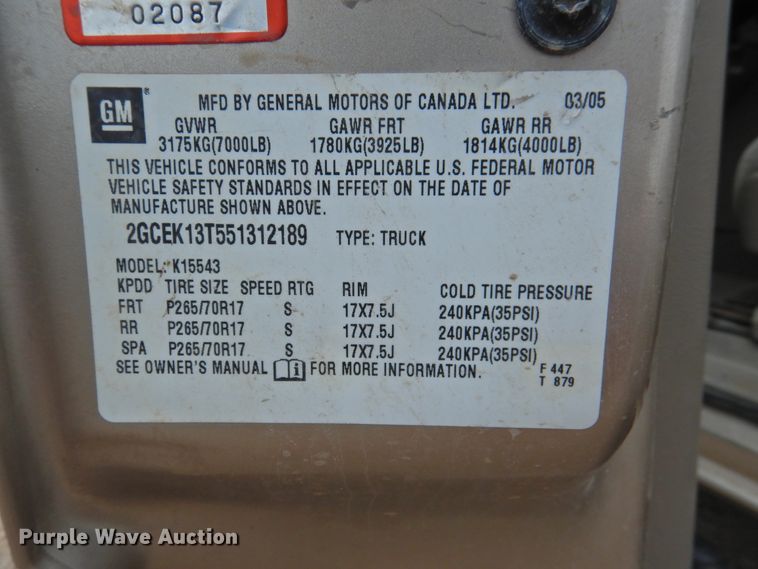 02087
GM ®
MFD BY GENERAL MOTORS OF CANADA LTD. 03/05
GVWR GAWR FRT GAWR RR
3175KG(7000LB) 1780KG(3925LB) 1814KG(4000LB)
THIS VEHICLE CONFORMS TO ALL APPLICABLE U.S. FEDERAL MOTOR
VEHICLE SAFETY STANDARDS IN EFFECT ON THE DATE OF
MANUFACTURE SHOWN ABOVE.
2GCEK13T551312189 TYPE: TRUCK
MODEL: K15543
KPDD TIRE SIZE SPEED RTG RIM COLD TIRE PRESSURE
FRT P265/70R17 S 17X7.5J 240KPA(35PSI)
RR P265/70R17 S 17X7.5J 240KPA(35PSI)
SPA P265/70R17 S 17X7.5J 240KPA(35PSI)
SEE OWNER'S MANUAL i FOR MORE INFORMATION. F 447
T 879
Purple Wave Auction